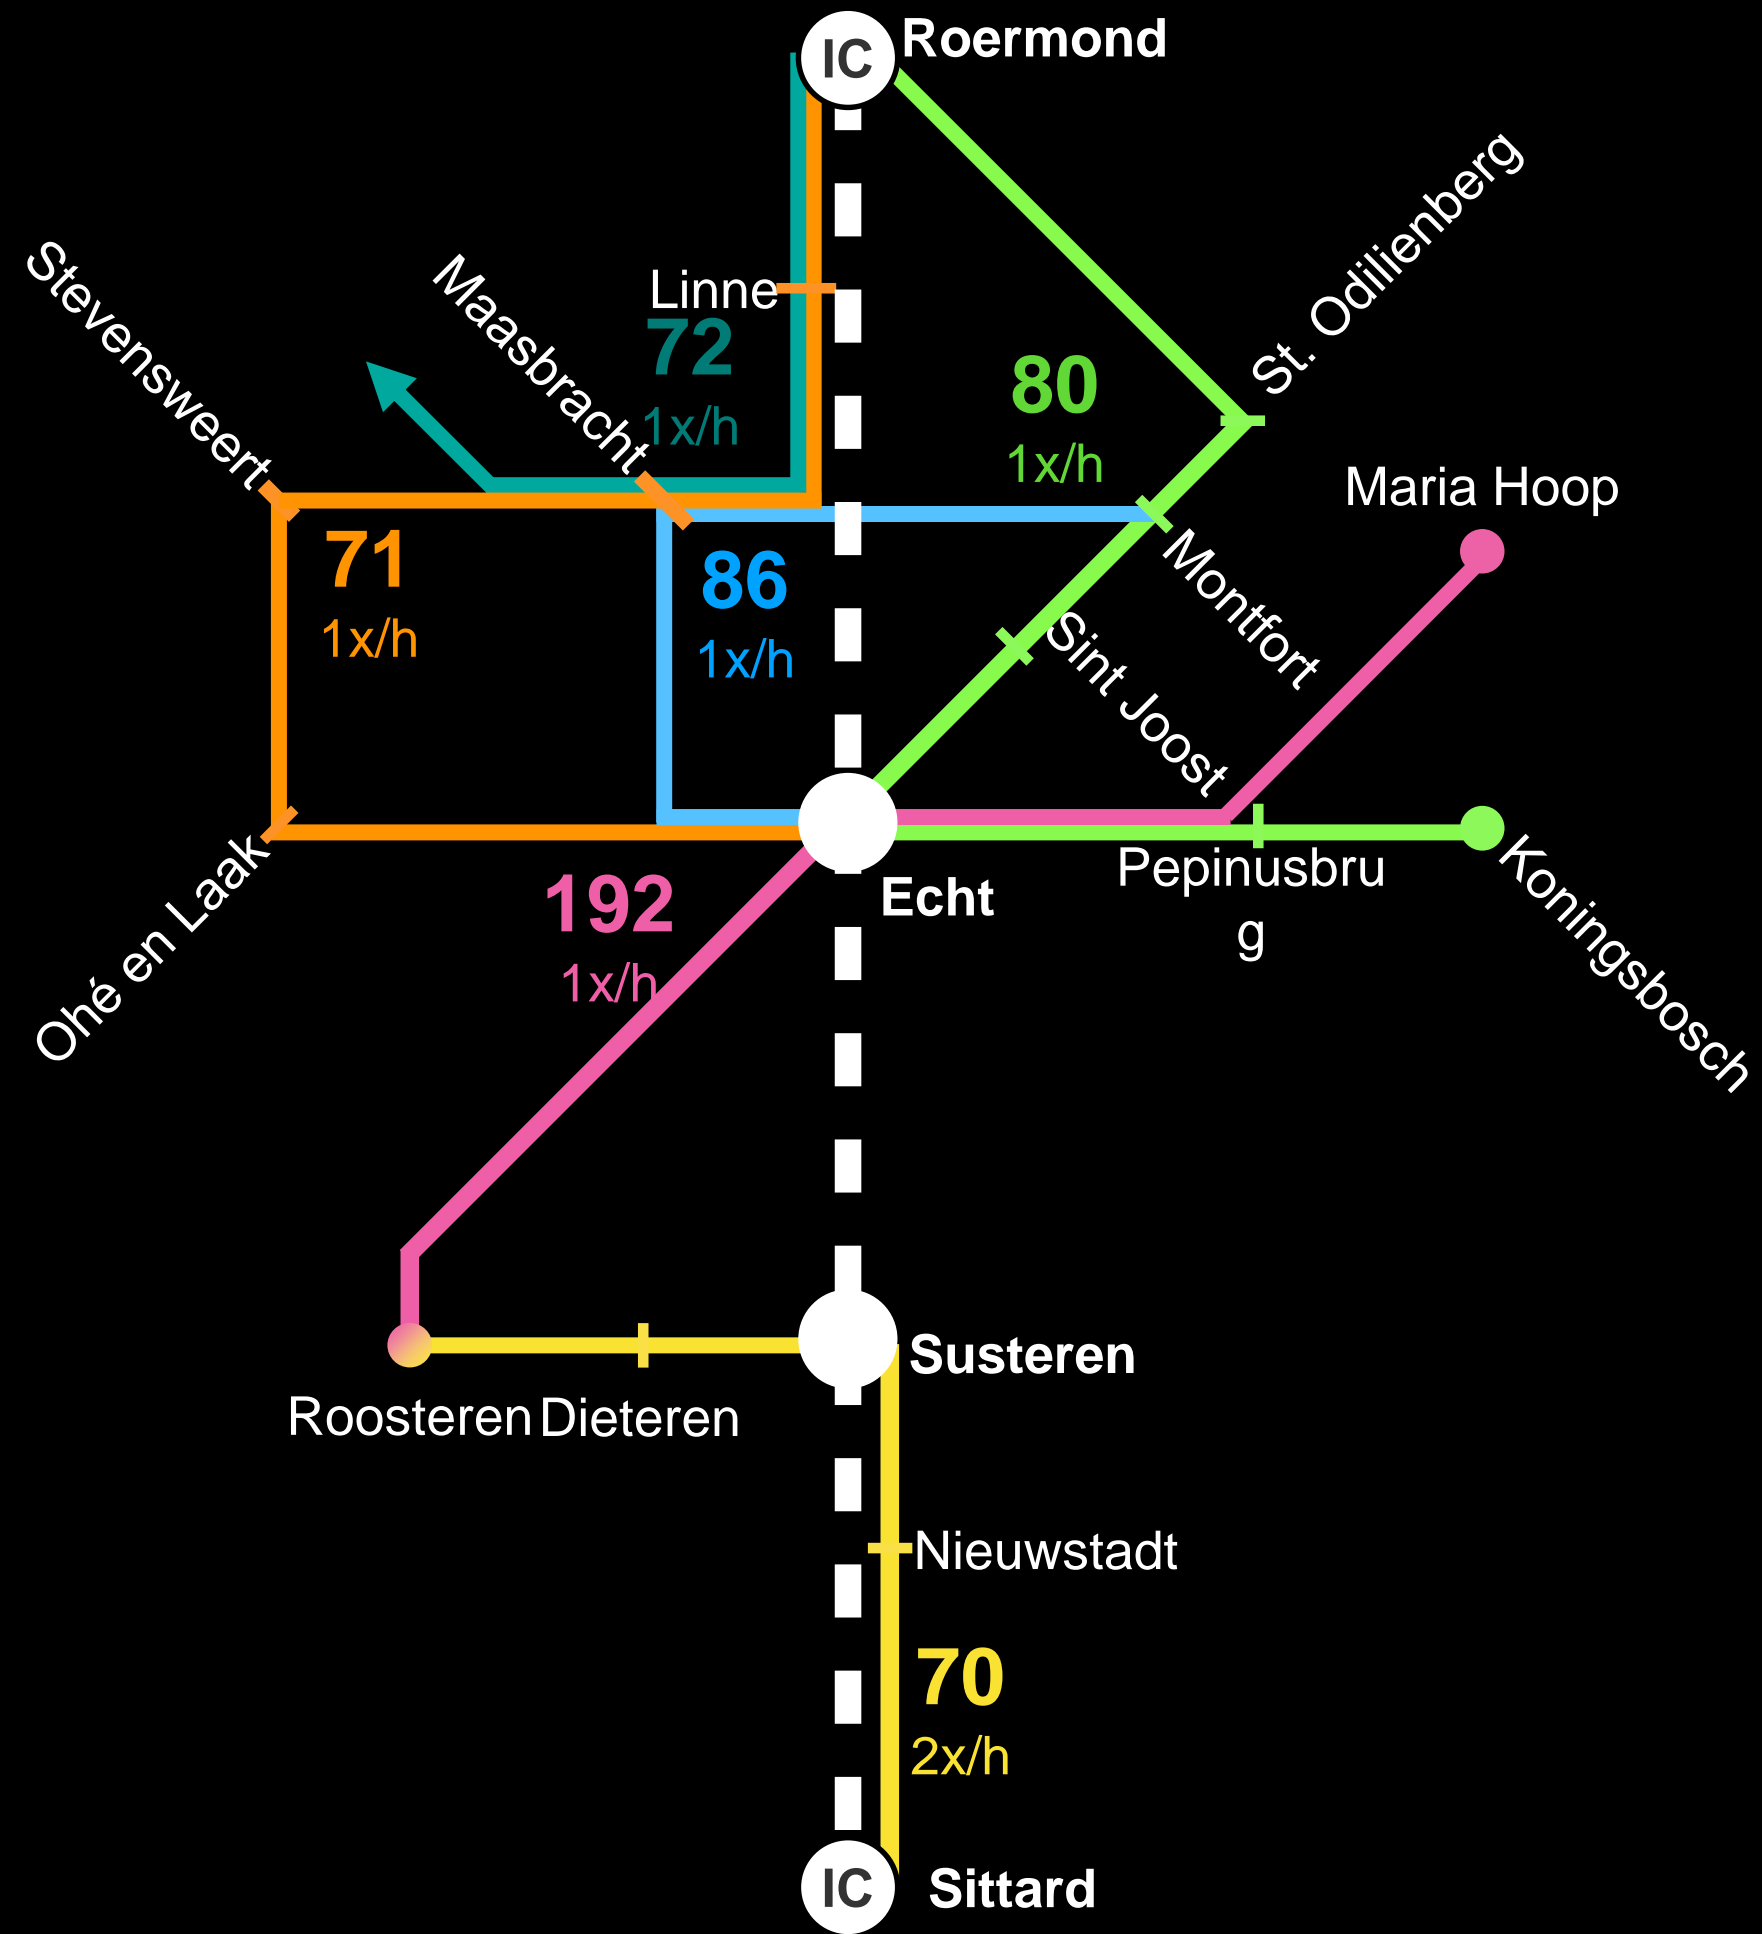 IC
Roermond
St. Odillienberg
Stevensweert
Maasbracht
Linne
72
1x/h
80
1x/h
Maria Hoop
71
1x/h
86
1x/h
Montfort
Sint Joost
Pepinusbru
g
Koningsbosch
Echt
192
1x/h
Ohé en Laak
Susteren
Roosteren
Dieteren
Nieuwstadt
70
2x/h
IC
Sittard